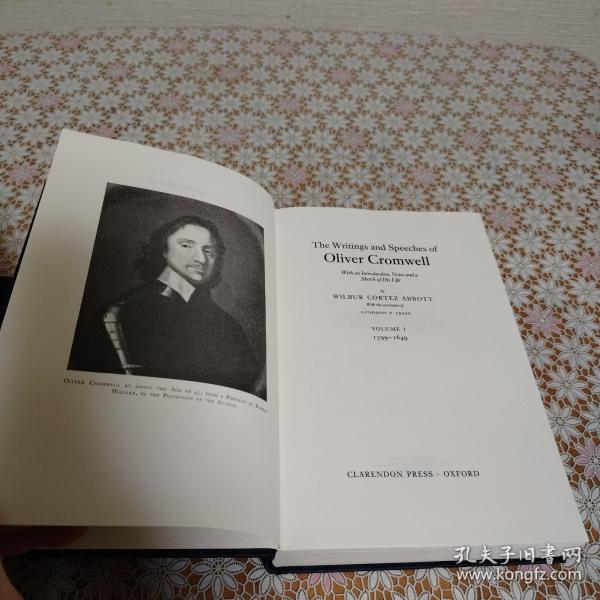 OLIVER CROMWELL AT ABOUT THE AGE OF 45; FROM A PORTRAIT BY
WALKER, IN THE POSSESSION OF THE AUTHOR.
The Writings and Speeches of
Oliver Cromwell
With an Introduction, Notes and a
Sketch of His Life
by
WILBUR CORTEZ ABBOTT
With the assistance of
CATHERINE D. CRANE
VOLUME I
1599–1649
CLARENDON PRESS · OXFORD
孔夫子旧书网
www.kongfz.com